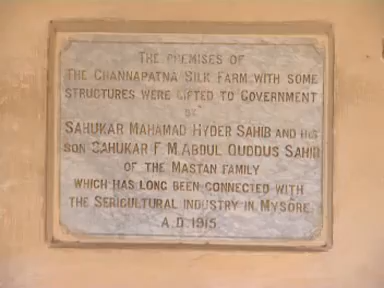 THE PREMISES OF
THE CHANNAPATNA SILK FARM WITH SOME
STRUCTURES WERE GIFTED TO GOVERNMENT
BY
SAHUKAR MAHAMAD HYDER SAHIB AND HIS
SON SAHUKAR F. M. ABDUL QUDDUS SAHIB
OF THE MASTAN FAMILY
WHICH HAS LONG BEEN CONNECTED WITH
THE SERICULTURAL INDUSTRY IN MYSORE.
A.D. 1915